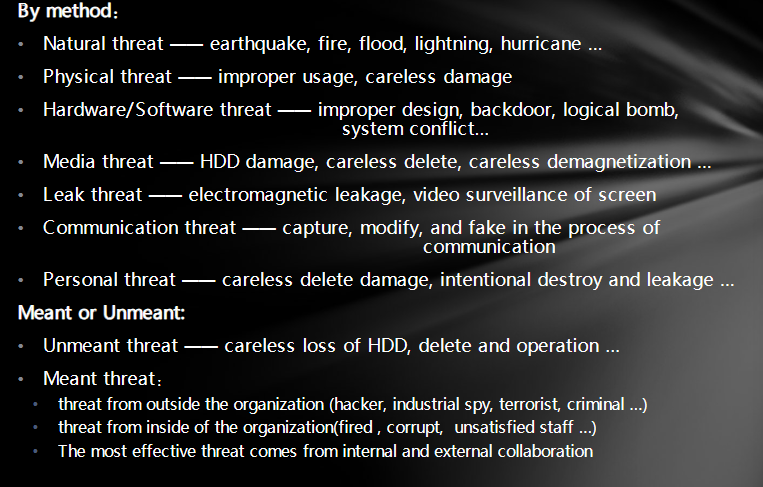 By method：
• Natural threat —— earthquake, fire, flood, lightning, hurricane …
• Physical threat —— improper usage, careless damage
• Hardware/Software threat —— improper design, backdoor, logical bomb,
system conflict…
• Media threat —— HDD damage, careless delete, careless demagnetization …
• Leak threat —— electromagnetic leakage, video surveillance of screen
• Communication threat —— capture, modify, and fake in the process of
communication
• Personal threat —— careless delete damage, intentional destroy and leakage …
Meant or Unmeant:
• Unmeant threat —— careless loss of HDD, delete and operation …
• Meant threat：
• threat from outside the organization (hacker, industrial spy, terrorist, criminal …)
• threat from inside of the organization(fired , corrupt,  unsatisfied staff …)
• The most effective threat comes from internal and external collaboration